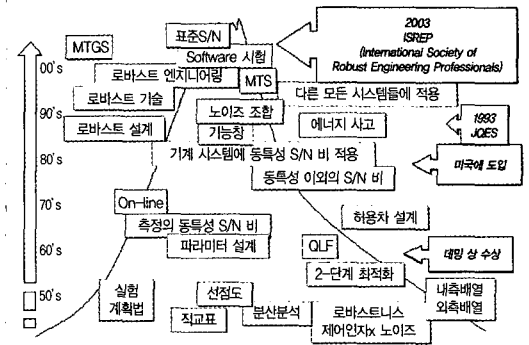 표준S/N
2003
ISREP
(International Society of
Robust Engineering Professionals)
MTGS
Software 시험
00's
로바스트 엔지니어링
MTS
다른 모든 시스템들에 적용
로바스트 기술
90's
노이즈 조합
에너지 사고
1993
JQES
로바스트 설계
기능창
80's
기계 시스템에 동특성 S/N 비 적용
미국에 도입
동특성 이외의 S/N 비
70's
On-line
측정의 동특성 S/N 비
허용차 설계
60's
파라미터 설계
QLF
데밍 상 수상
2-단계 최적화
50's
실험
계획법
선점도
직교표
분산분석
로바스트니스
제어인자x 노이즈
내측배열
외측배열